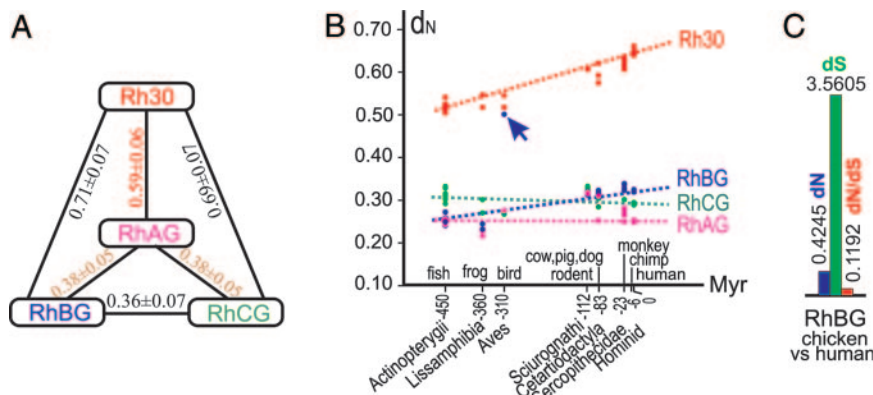 A
Rh30
0.71±0.07
0.59±0.06
0.69±0.07
RhAG
0.38±0.05
0.38±0.05
RhBG
0.36±0.07
RhCG
B
dN
0.70
0.60
0.50
0.40
0.30
0.20
0.10
Rh30
RhBG
RhCG
RhAG
fish
frog
bird
cow,pig,dog
rodent
monkey
chimp
human
Myr
Actinopterygii -450
Lissamphibia -360
Aves -310
Sciurognathi -112
Cetartiodactyla -83
Cercopithecidae -23
Hominid -6
0
C
dS
3.5605
dN
0.4245
dN/dS
0.1192
RhBG
chicken
vs human